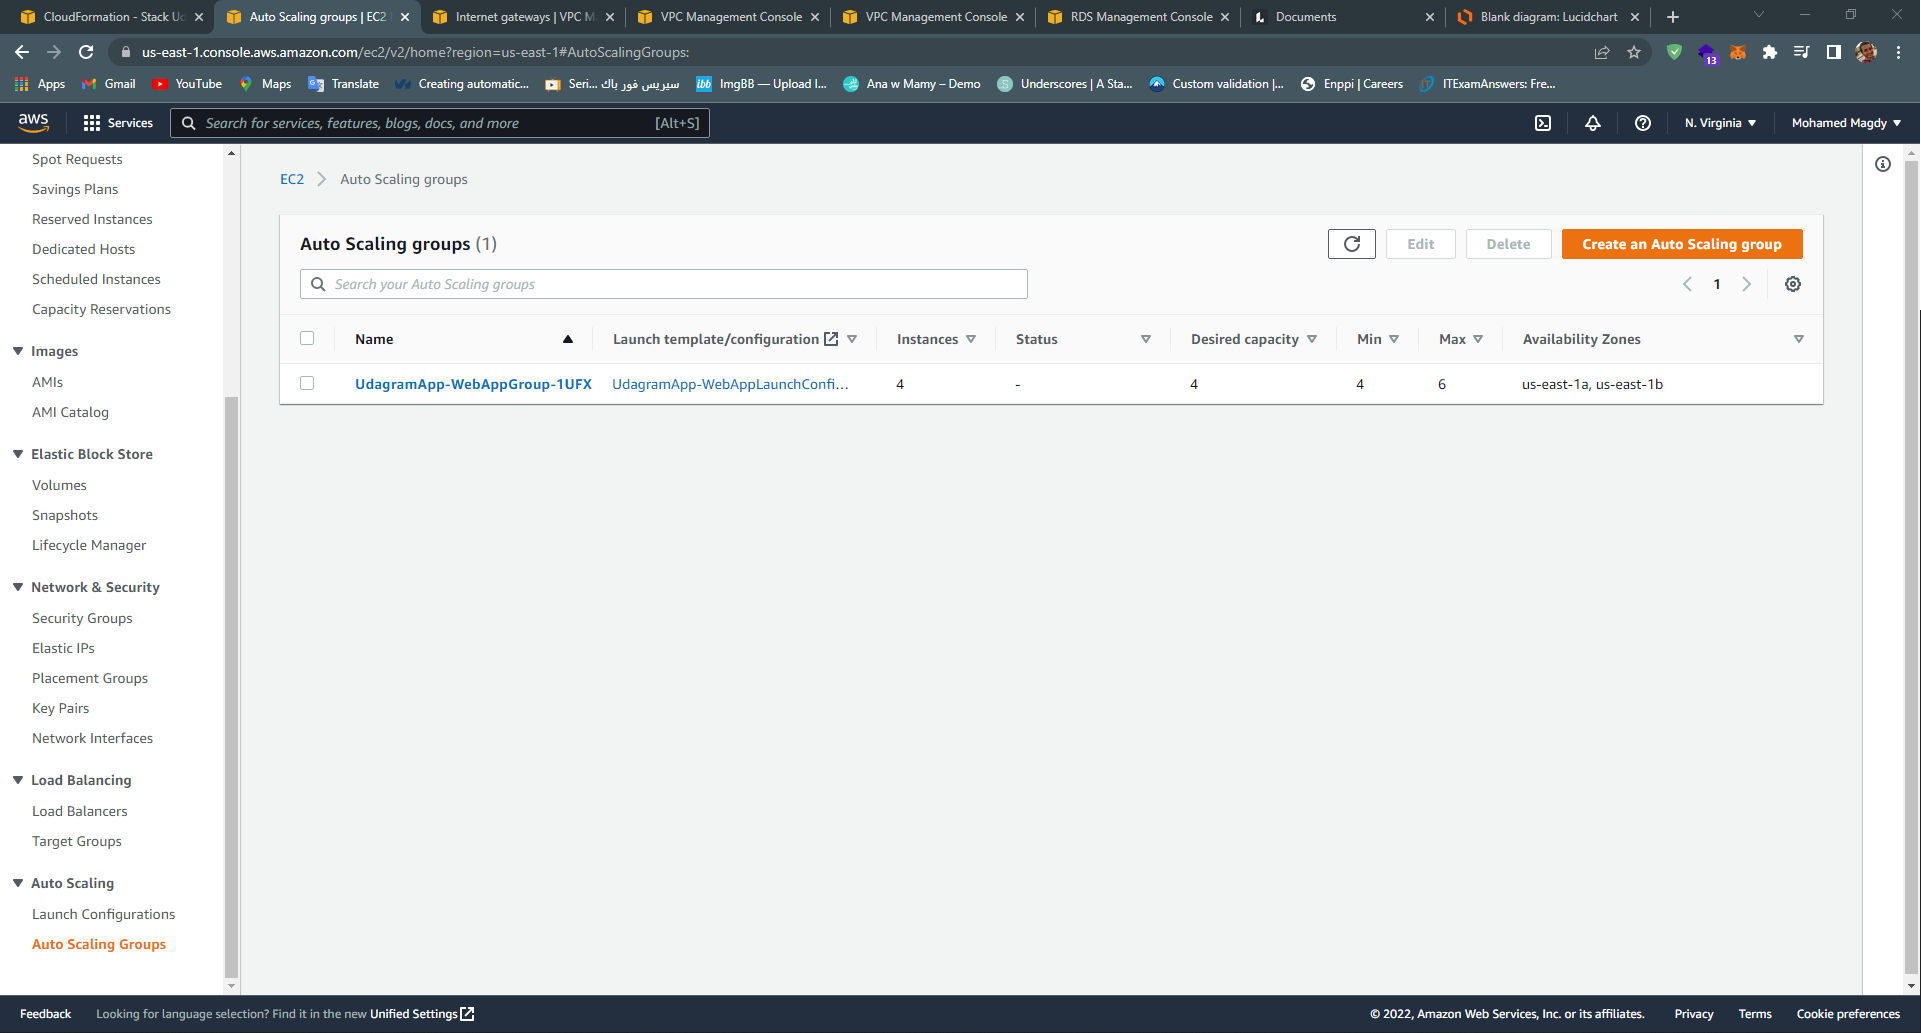 CloudFormation - Stack Ud
Auto Scaling groups | EC2
Internet gateways | VPC M
VPC Management Console
VPC Management Console
RDS Management Console
Documents
Blank diagram: Lucidchart
us-east-1.console.aws.amazon.com/ec2/v2/home?region=us-east-1#AutoScalingGroups:
13
Apps
Gmail
YouTube
Maps
Translate
Creating automatic...
Seri... سيريس فور باك
ibb
ImgBB — Upload I...
Ana w Mamy – Demo
S
Underscores | A Sta...
Custom validation |...
Enppi | Careers
ITExamAnswers: Fre...
aws
Services
Search for services, features, blogs, docs, and more
[Alt+S]
N. Virginia
Mohamed Magdy
Spot Requests
Savings Plans
Reserved Instances
Dedicated Hosts
Scheduled Instances
Capacity Reservations
Images
AMIs
AMI Catalog
Elastic Block Store
Volumes
Snapshots
Lifecycle Manager
Network & Security
Security Groups
Elastic IPs
Placement Groups
Key Pairs
Network Interfaces
Load Balancing
Load Balancers
Target Groups
Auto Scaling
Launch Configurations
Auto Scaling Groups
EC2
Auto Scaling groups
Auto Scaling groups (1)
Edit
Delete
Create an Auto Scaling group
Search your Auto Scaling groups
1
Name
Launch template/configuration
Instances
Status
Desired capacity
Min
Max
Availability Zones
UdagramApp-WebAppGroup-1UFX
UdagramApp-WebAppLaunchConfi...
4
-
4
4
6
us-east-1a, us-east-1b
Feedback
Looking for language selection? Find it in the new Unified Settings
© 2022, Amazon Web Services, Inc. or its affiliates.
Privacy
Terms
Cookie preferences